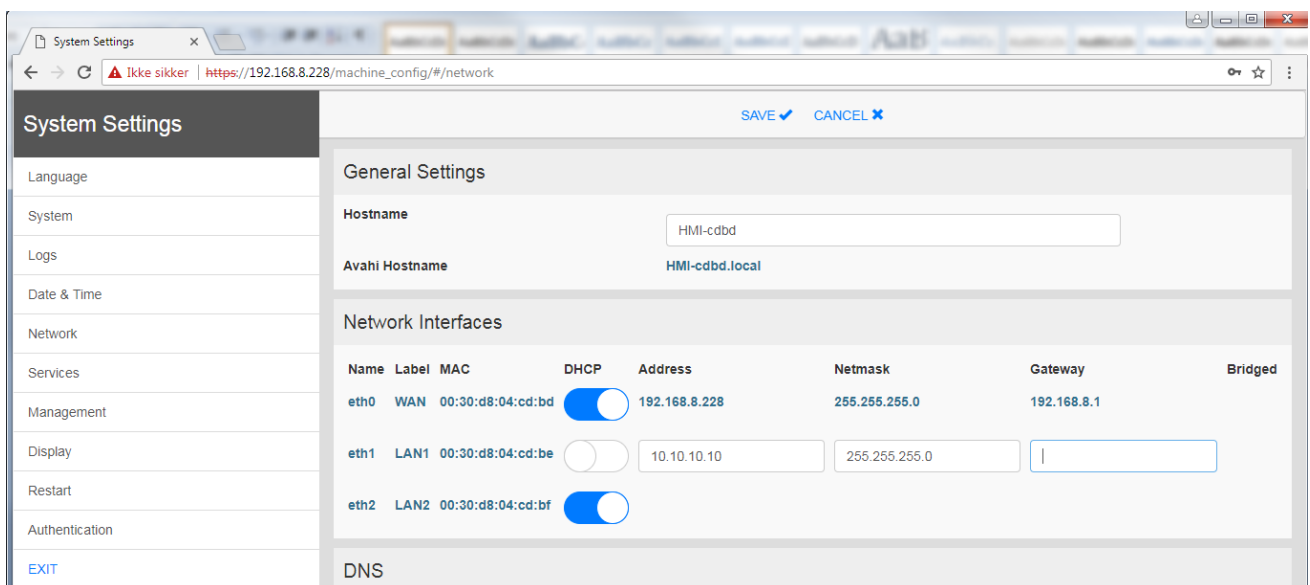 System Settings
Ikke sikker | https://192.168.8.228/machine_config/#/network
System Settings
SAVE CANCEL
Language
System
Logs
Date & Time
Network
Services
Management
Display
Restart
Authentication
EXIT
General Settings
Hostname HMI-cdbd
Avahi Hostname HMI-cdbd.local
Network Interfaces
Name Label MAC DHCP Address Netmask Gateway Bridged
eth0 WAN 00:30:d8:04:cd:bd 192.168.8.228 255.255.255.0 192.168.8.1
eth1 LAN1 00:30:d8:04:cd:be 10.10.10.10 255.255.255.0
eth2 LAN2 00:30:d8:04:cd:bf
DNS